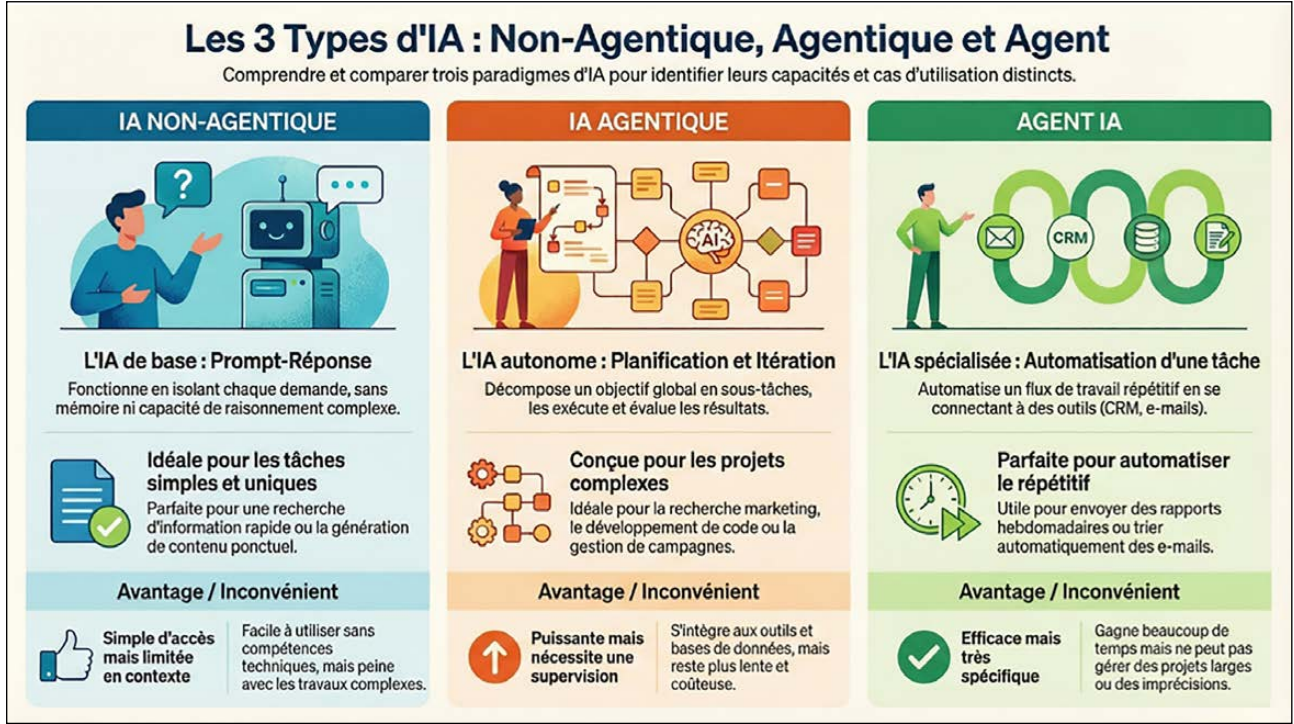 Les 3 Types d'IA : Non-Agentique, Agentique et Agent
Comprendre et comparer trois paradigmes d'IA pour identifier leurs capacités et cas d'utilisation distincts.
IA NON-AGENTIQUE
?
L'IA de base : Prompt-Réponse
Fonctionne en isolant chaque demande, sans
mémoire ni capacité de raisonnement complexe.
Idéale pour les tâches
simples et uniques
Parfaite pour une recherche
d'information rapide ou la génération
de contenu ponctuel.
Avantage / Inconvénient
Simple d'accès
mais limitée
en contexte
Facile à utiliser sans
compétences
techniques, mais peine
avec les travaux complexes.
IA AGENTIQUE
AI
L'IA autonome : Planification et Itération
Décompose un objectif global en sous-tâches,
les exécute et évalue les résultats.
Conçue pour les projets
complexes
Idéale pour la recherche marketing,
le développement de code ou la
gestion de campagnes.
Avantage / Inconvénient
Puissante mais
nécessite une
supervision
S'intègre aux outils et
bases de données, mais
reste plus lente et
coûteuse.
AGENT IA
CRM
L'IA spécialisée : Automatisation d'une tâche
Automatise un flux de travail répétitif en se
connectant à des outils (CRM, e-mails).
Parfaite pour automatiser
le répétitif
Utile pour envoyer des rapports
hebdomadaires ou trier
automatiquement des e-mails.
Avantage / Inconvénient
Efficace mais
très
spécifique
Gagne beaucoup de
temps mais ne peut pas
gérer des projets larges
ou des imprécisions.